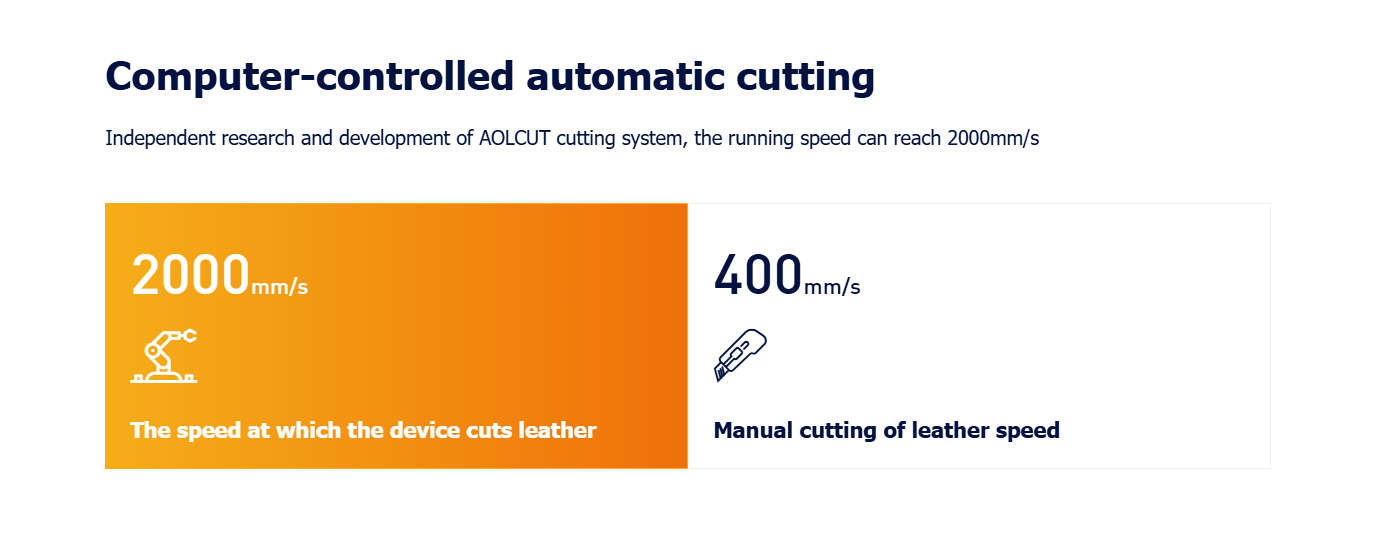 Computer-controlled automatic cutting
Independent research and development of AOLCUT cutting system, the running speed can reach 2000mm/s
2000mm/s
The speed at which the device cuts leather
400mm/s
Manual cutting of leather speed